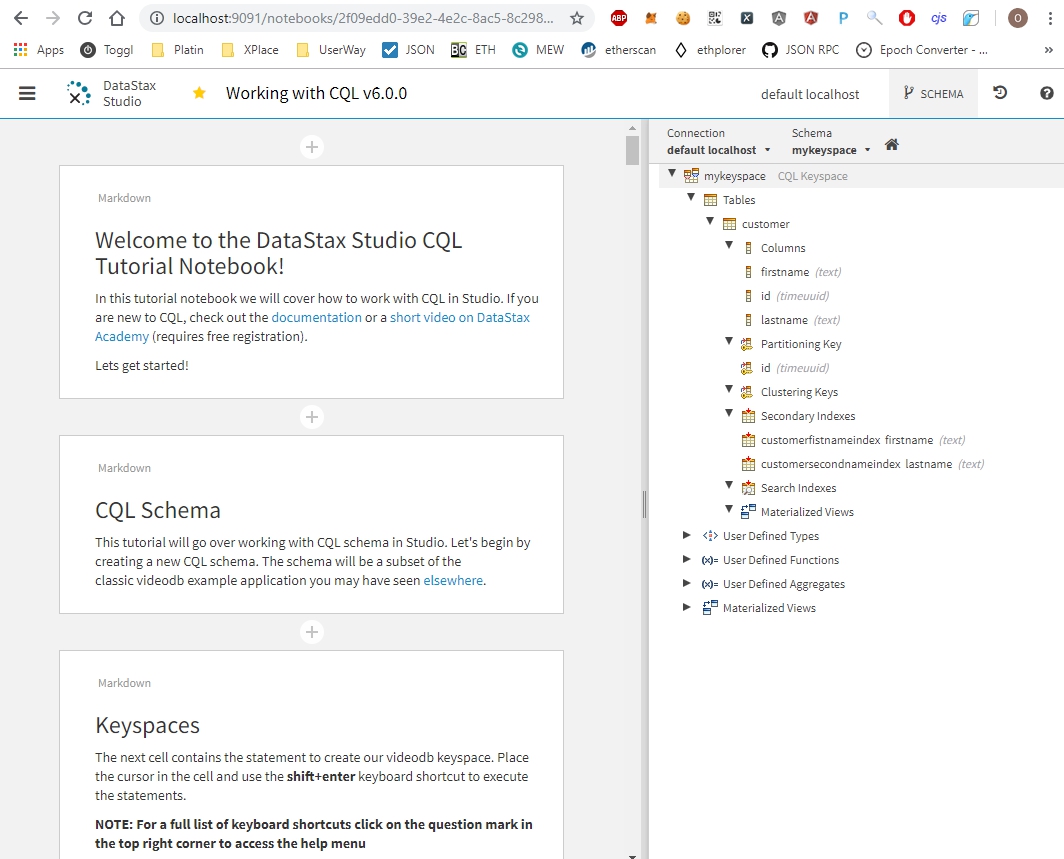 localhost:9091/notebooks/2f09edd0-39e2-4e2c-8ac5-8c298...
ABP
X
A
A
P
cjs
O
Apps
Toggl
Platin
XPlace
UserWay
JSON
BC ETH
MEW
etherscan
ethplorer
JSON RPC
Epoch Converter - ...
»
DataStax
Studio
Working with CQL v6.0.0
default localhost
SCHEMA
?
Markdown
Welcome to the DataStax Studio CQL
Tutorial Notebook!
In this tutorial notebook we will cover how to work with CQL in Studio. If you
are new to CQL, check out the documentation or a short video on DataStax
Academy (requires free registration).
Lets get started!
Markdown
CQL Schema
This tutorial will go over working with CQL schema in Studio. Let's begin by
creating a new CQL schema. The schema will be a subset of the
classic videodb example application you may have seen elsewhere.
Markdown
Keyspaces
The next cell contains the statement to create our videodb keyspace. Place
the cursor in the cell and use the shift+enter keyboard shortcut to execute
the statements.
NOTE: For a full list of keyboard shortcuts click on the question mark in
the top right corner to access the help menu
Connection
default localhost
Schema
mykeyspace
mykeyspace CQL Keyspace
Tables
customer
Columns
firstname (text)
id (timeuuid)
lastname (text)
Partitioning Key
id (timeuuid)
Clustering Keys
Secondary Indexes
customerfistnameindex firstname (text)
customersecondnameindex lastname (text)
Search Indexes
Materialized Views
User Defined Types
(x)= User Defined Functions
(x)= User Defined Aggregates
Materialized Views